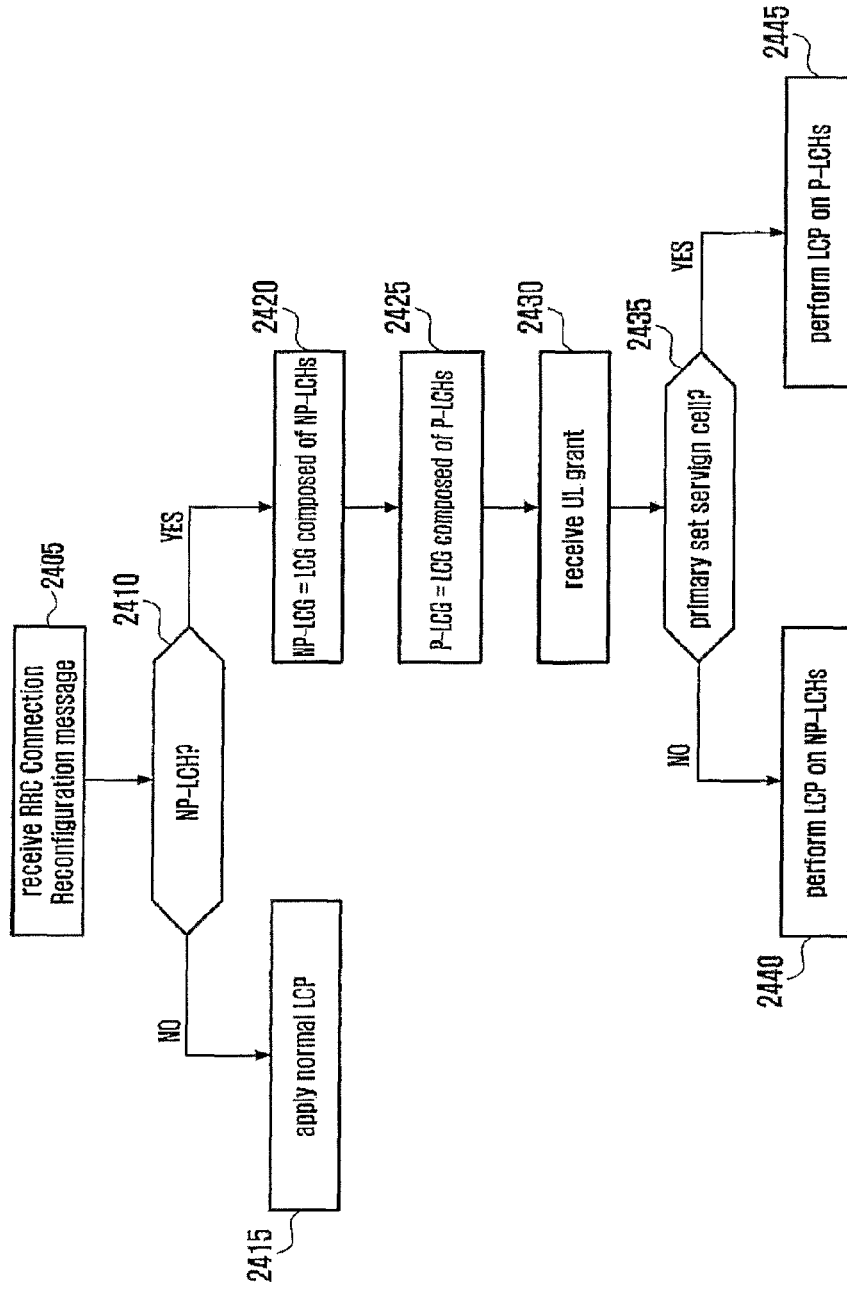 2405
receive RRC Connection
Reconfiguration message
2410
NP-LCH?
NO
YES
2415
apply normal LCP
2420
NP-LCG = LCG composed of NP-LCHs
2425
P-LCG = LCG composed of P-LCHs
2430
receive UL grant
2435
primary set servign cell?
NO
YES
2440
perform LCP on NP-LCHs
2445
perform LCP on P-LCHs